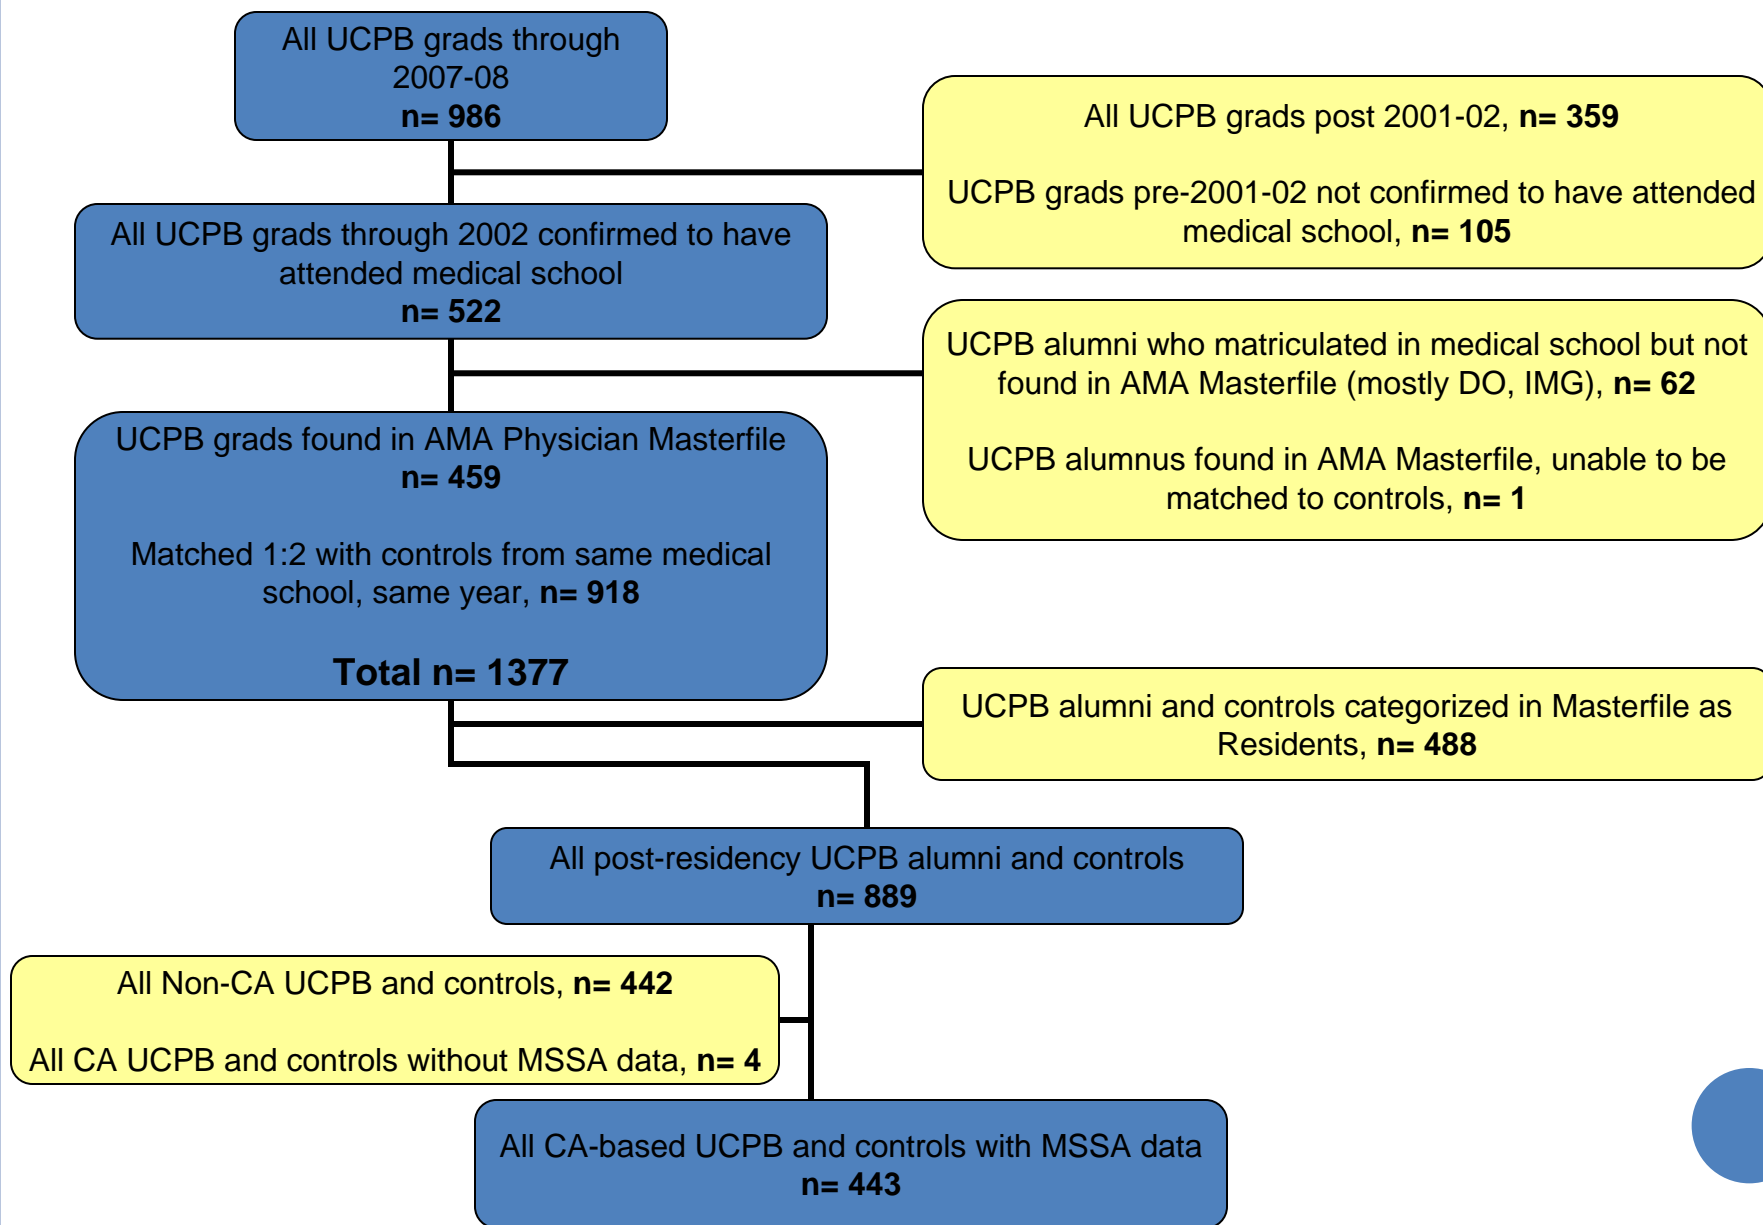 All UCPB grads through
2007-08
n= 986
All UCPB grads post 2001-02, n= 359
UCPB grads pre-2001-02 not confirmed to have attended
medical school, n= 105
All UCPB grads through 2002 confirmed to have
attended medical school
n= 522
UCPB alumni who matriculated in medical school but not
found in AMA Masterfile (mostly DO, IMG), n= 62
UCPB alumnus found in AMA Masterfile, unable to be
matched to controls, n= 1
UCPB grads found in AMA Physician Masterfile
n= 459
Matched 1:2 with controls from same medical
school, same year, n= 918
Total n= 1377
UCPB alumni and controls categorized in Masterfile as
Residents, n= 488
All post-residency UCPB alumni and controls
n= 889
All Non-CA UCPB and controls, n= 442
All CA UCPB and controls without MSSA data, n= 4
All CA-based UCPB and controls with MSSA data
n= 443